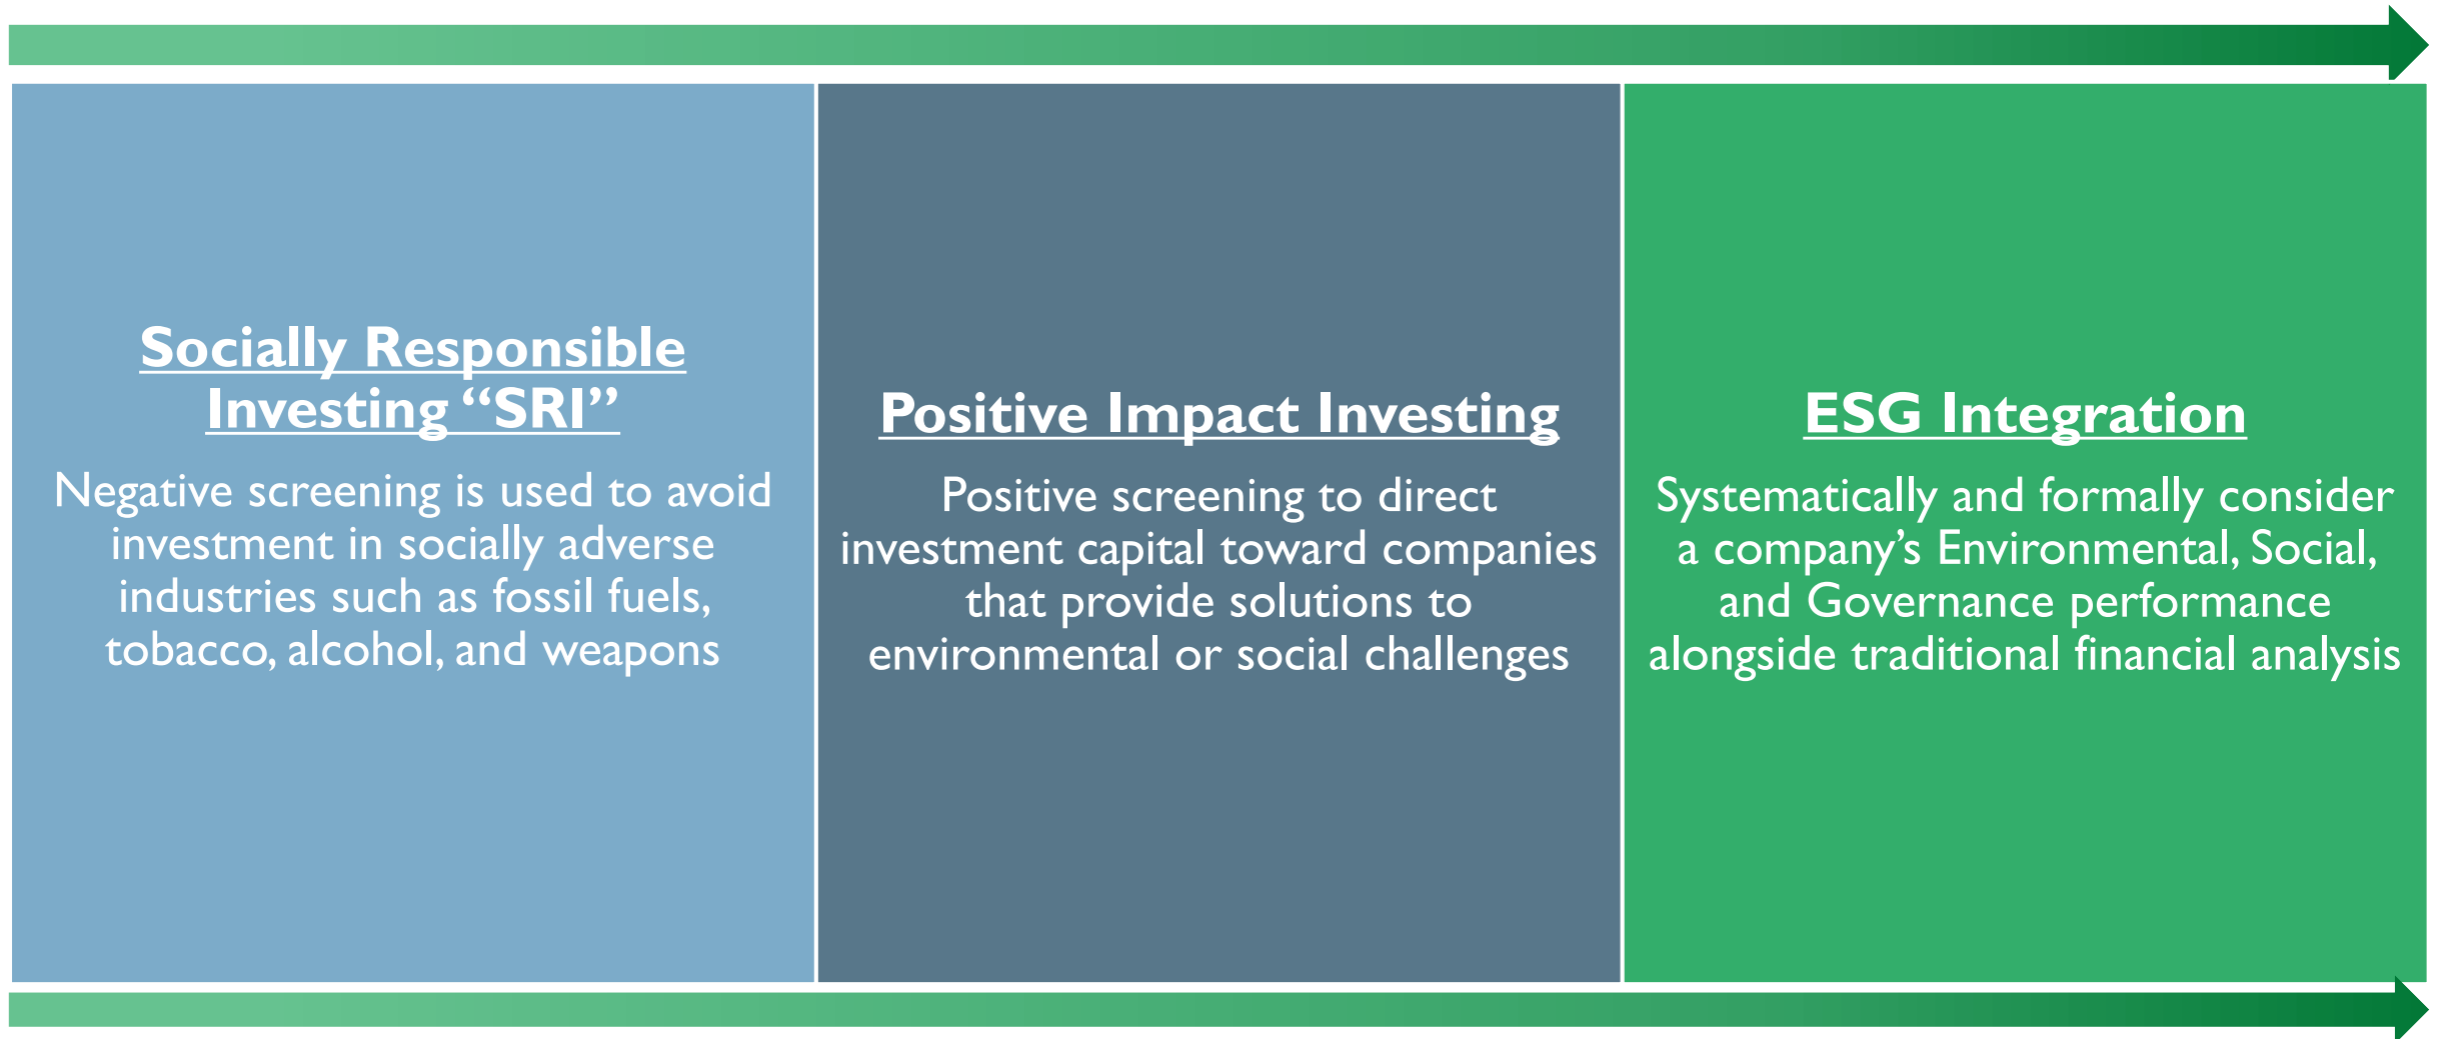 Socially Responsible
Investing “SRI”
Negative screening is used to avoid
investment in socially adverse
industries such as fossil fuels,
tobacco, alcohol, and weapons
Positive Impact Investing
Positive screening to direct
investment capital toward companies
that provide solutions to
environmental or social challenges
ESG Integration
Systematically and formally consider
a company’s Environmental, Social,
and Governance performance
alongside traditional financial analysis